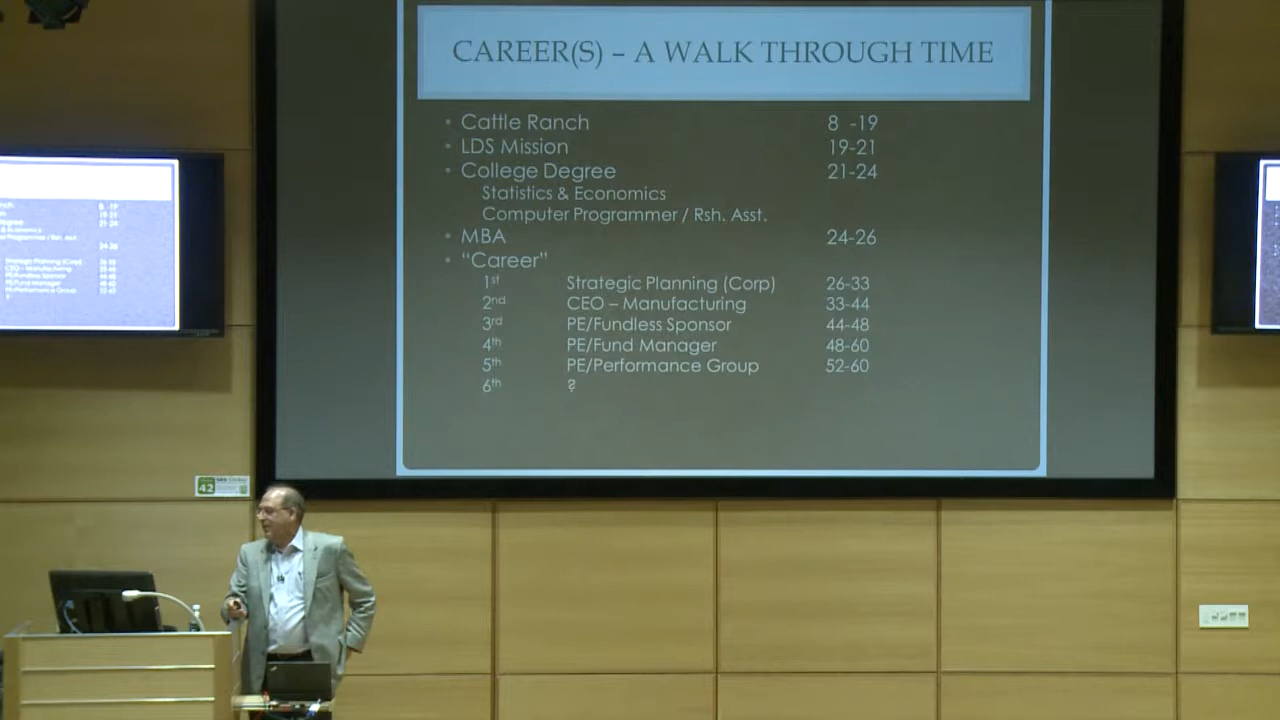 CAREER(S) – A WALK THROUGH TIME
• Cattle Ranch 8 -19
• LDS Mission 19-21
• College Degree 21-24
Statistics & Economics
Computer Programmer / Rsh. Asst.
• MBA 24-26
• “Career”
1st Strategic Planning (Corp) 26-33
2nd CEO – Manufacturing 33-44
3rd PE/Fundless Sponsor 44-48
4th PE/Fund Manager 48-60
5th PE/Performance Group 52-60
6th ?
42